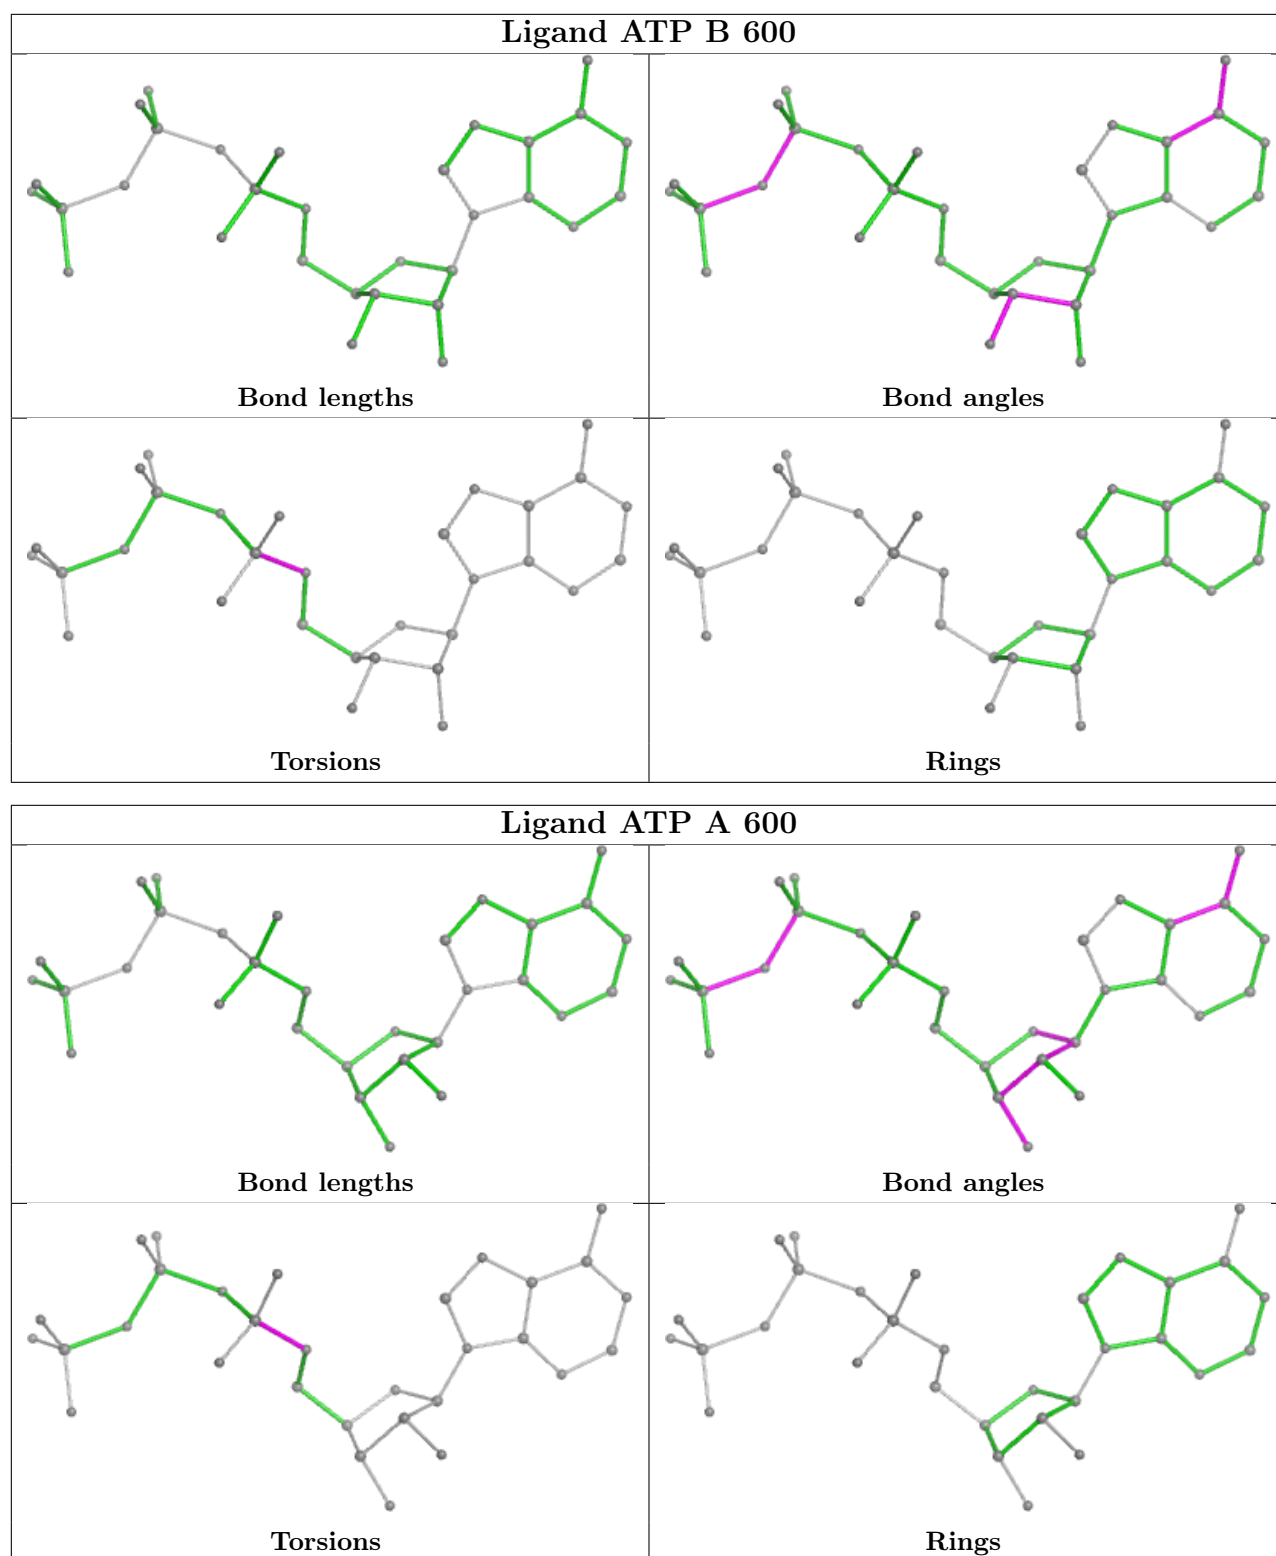 Ligand ATP B 600
Bond lengths
Bond angles
Torsions
Rings
Ligand ATP A 600
Bond lengths
Bond angles
Torsions
Rings